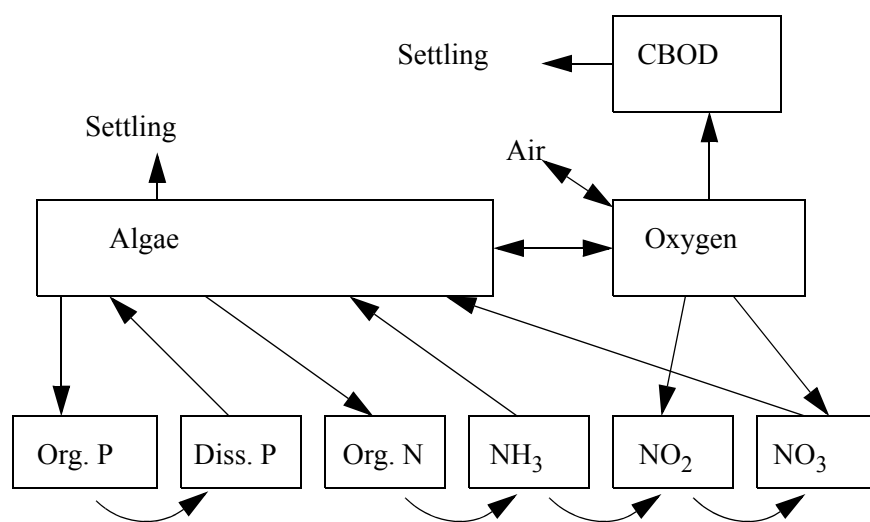 Settling
CBOD
Settling
Air
Algae
Oxygen
Org. P
Diss. P
Org. N
NH₃
NO₂
NO₃